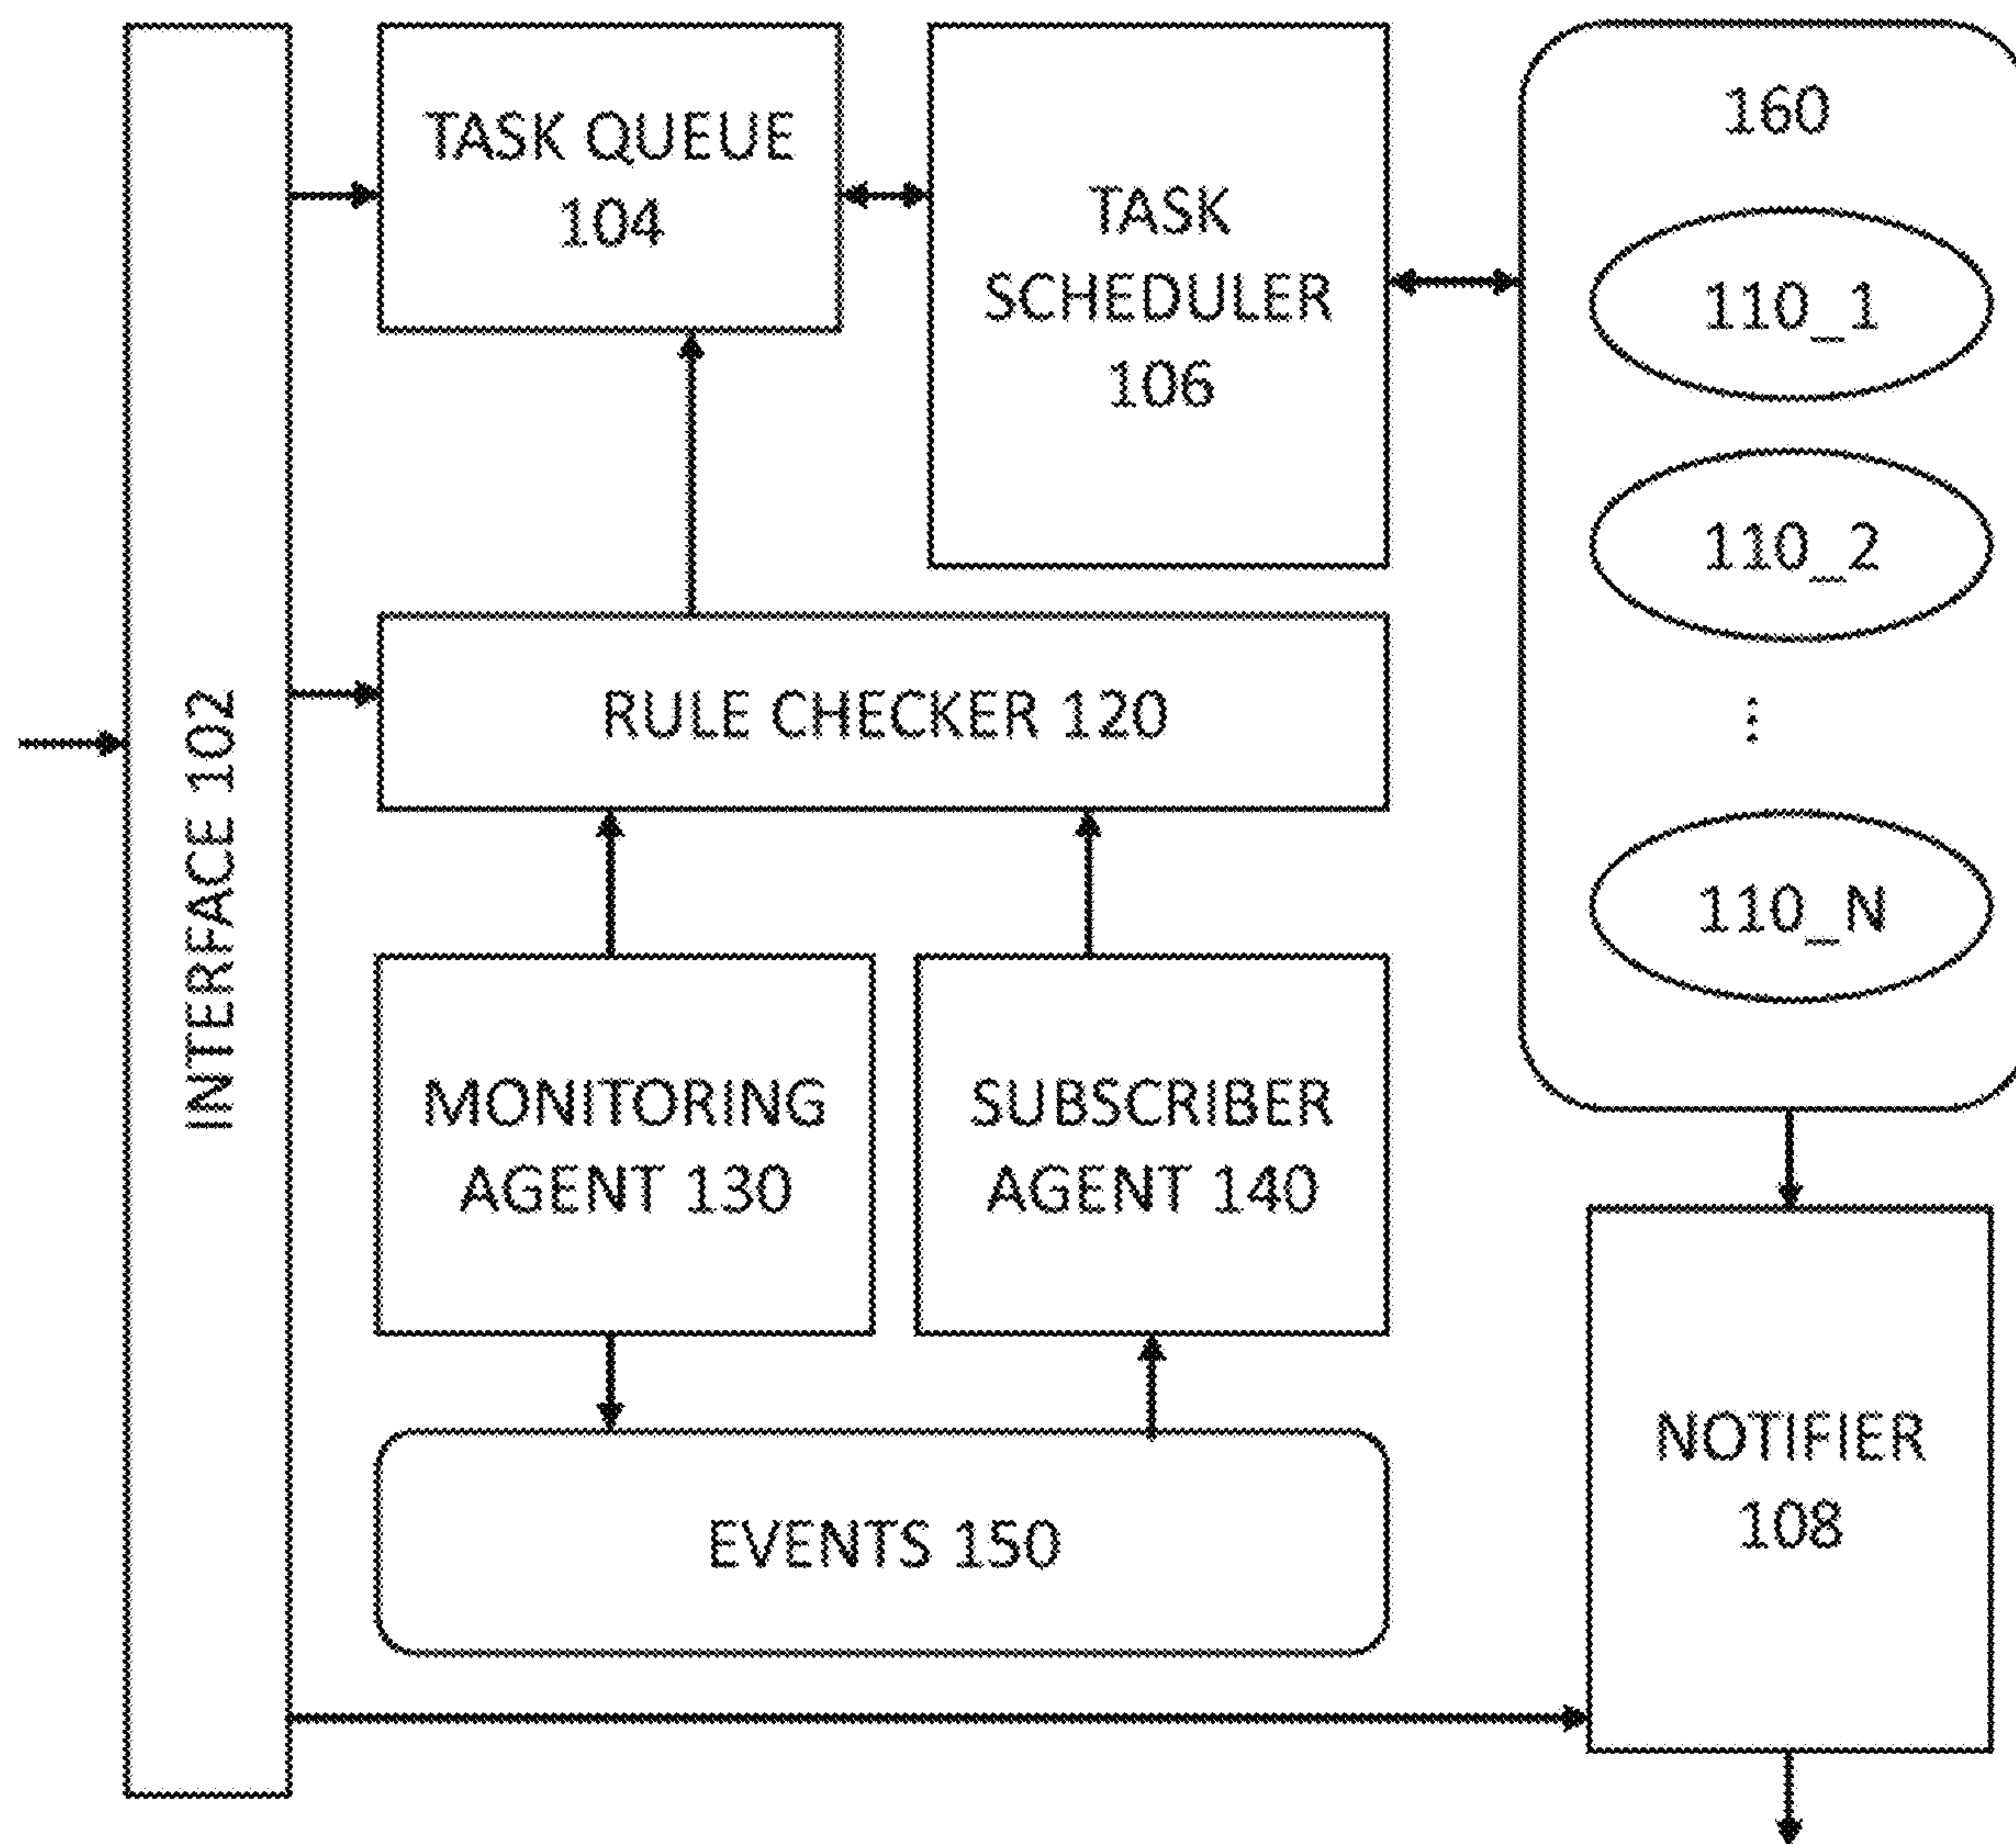 INTERFACE 102
TASK QUEUE
104
TASK
SCHEDULER
106
160
110_1
110_2
⋮
110_N
RULE CHECKER 120
MONITORING
AGENT 130
SUBSCRIBER
AGENT 140
EVENTS 150
NOTIFIER
108